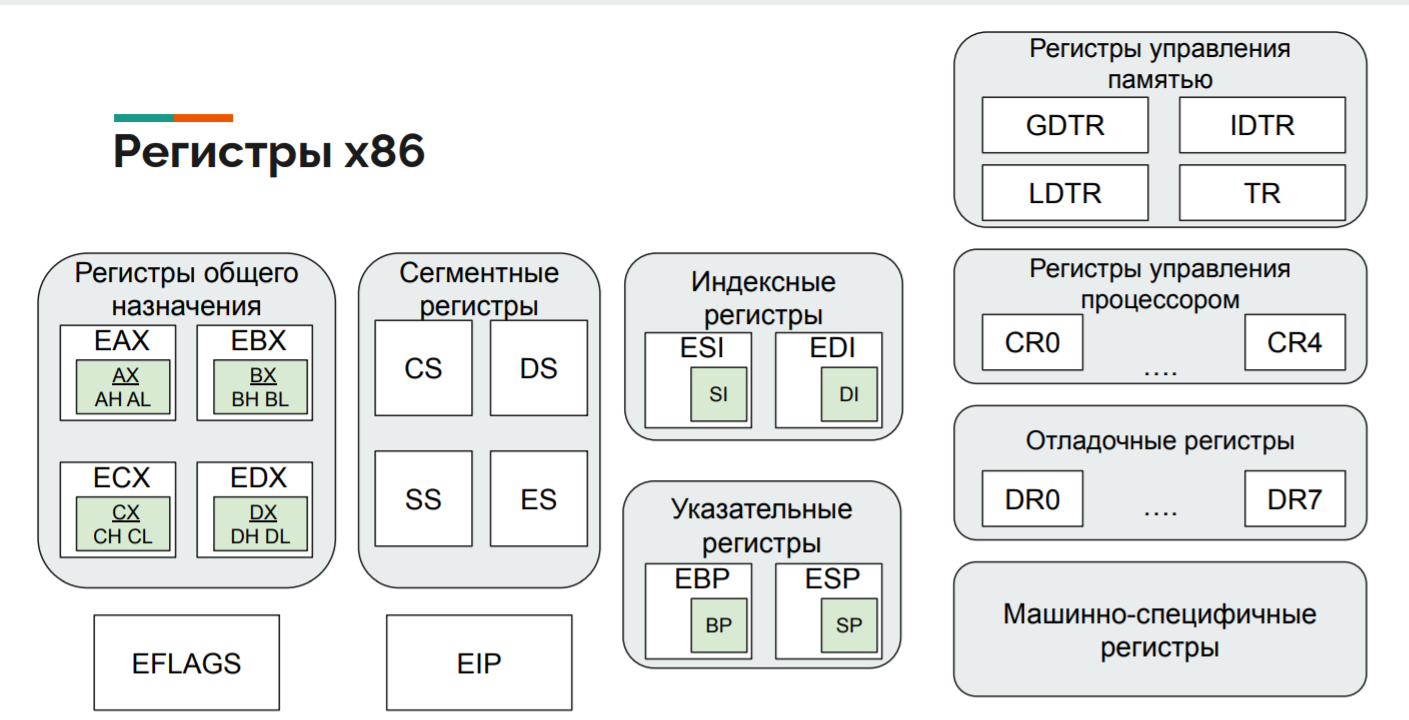 Регистры x86
Регистры общего
назначения
EAX
AX
AH AL
EBX
BX
BH BL
ECX
CX
CH CL
EDX
DX
DH DL
EFLAGS
Сегментные
регистры
CS
DS
SS
ES
EIP
Индексные
регистры
ESI
SI
EDI
DI
Указательные
регистры
EBP
BP
ESP
SP
Регистры управления
памятью
GDTR
IDTR
LDTR
TR
Регистры управления
процессором
CR0
....
CR4
Отладочные регистры
DR0
....
DR7
Машинно-специфичные
регистры